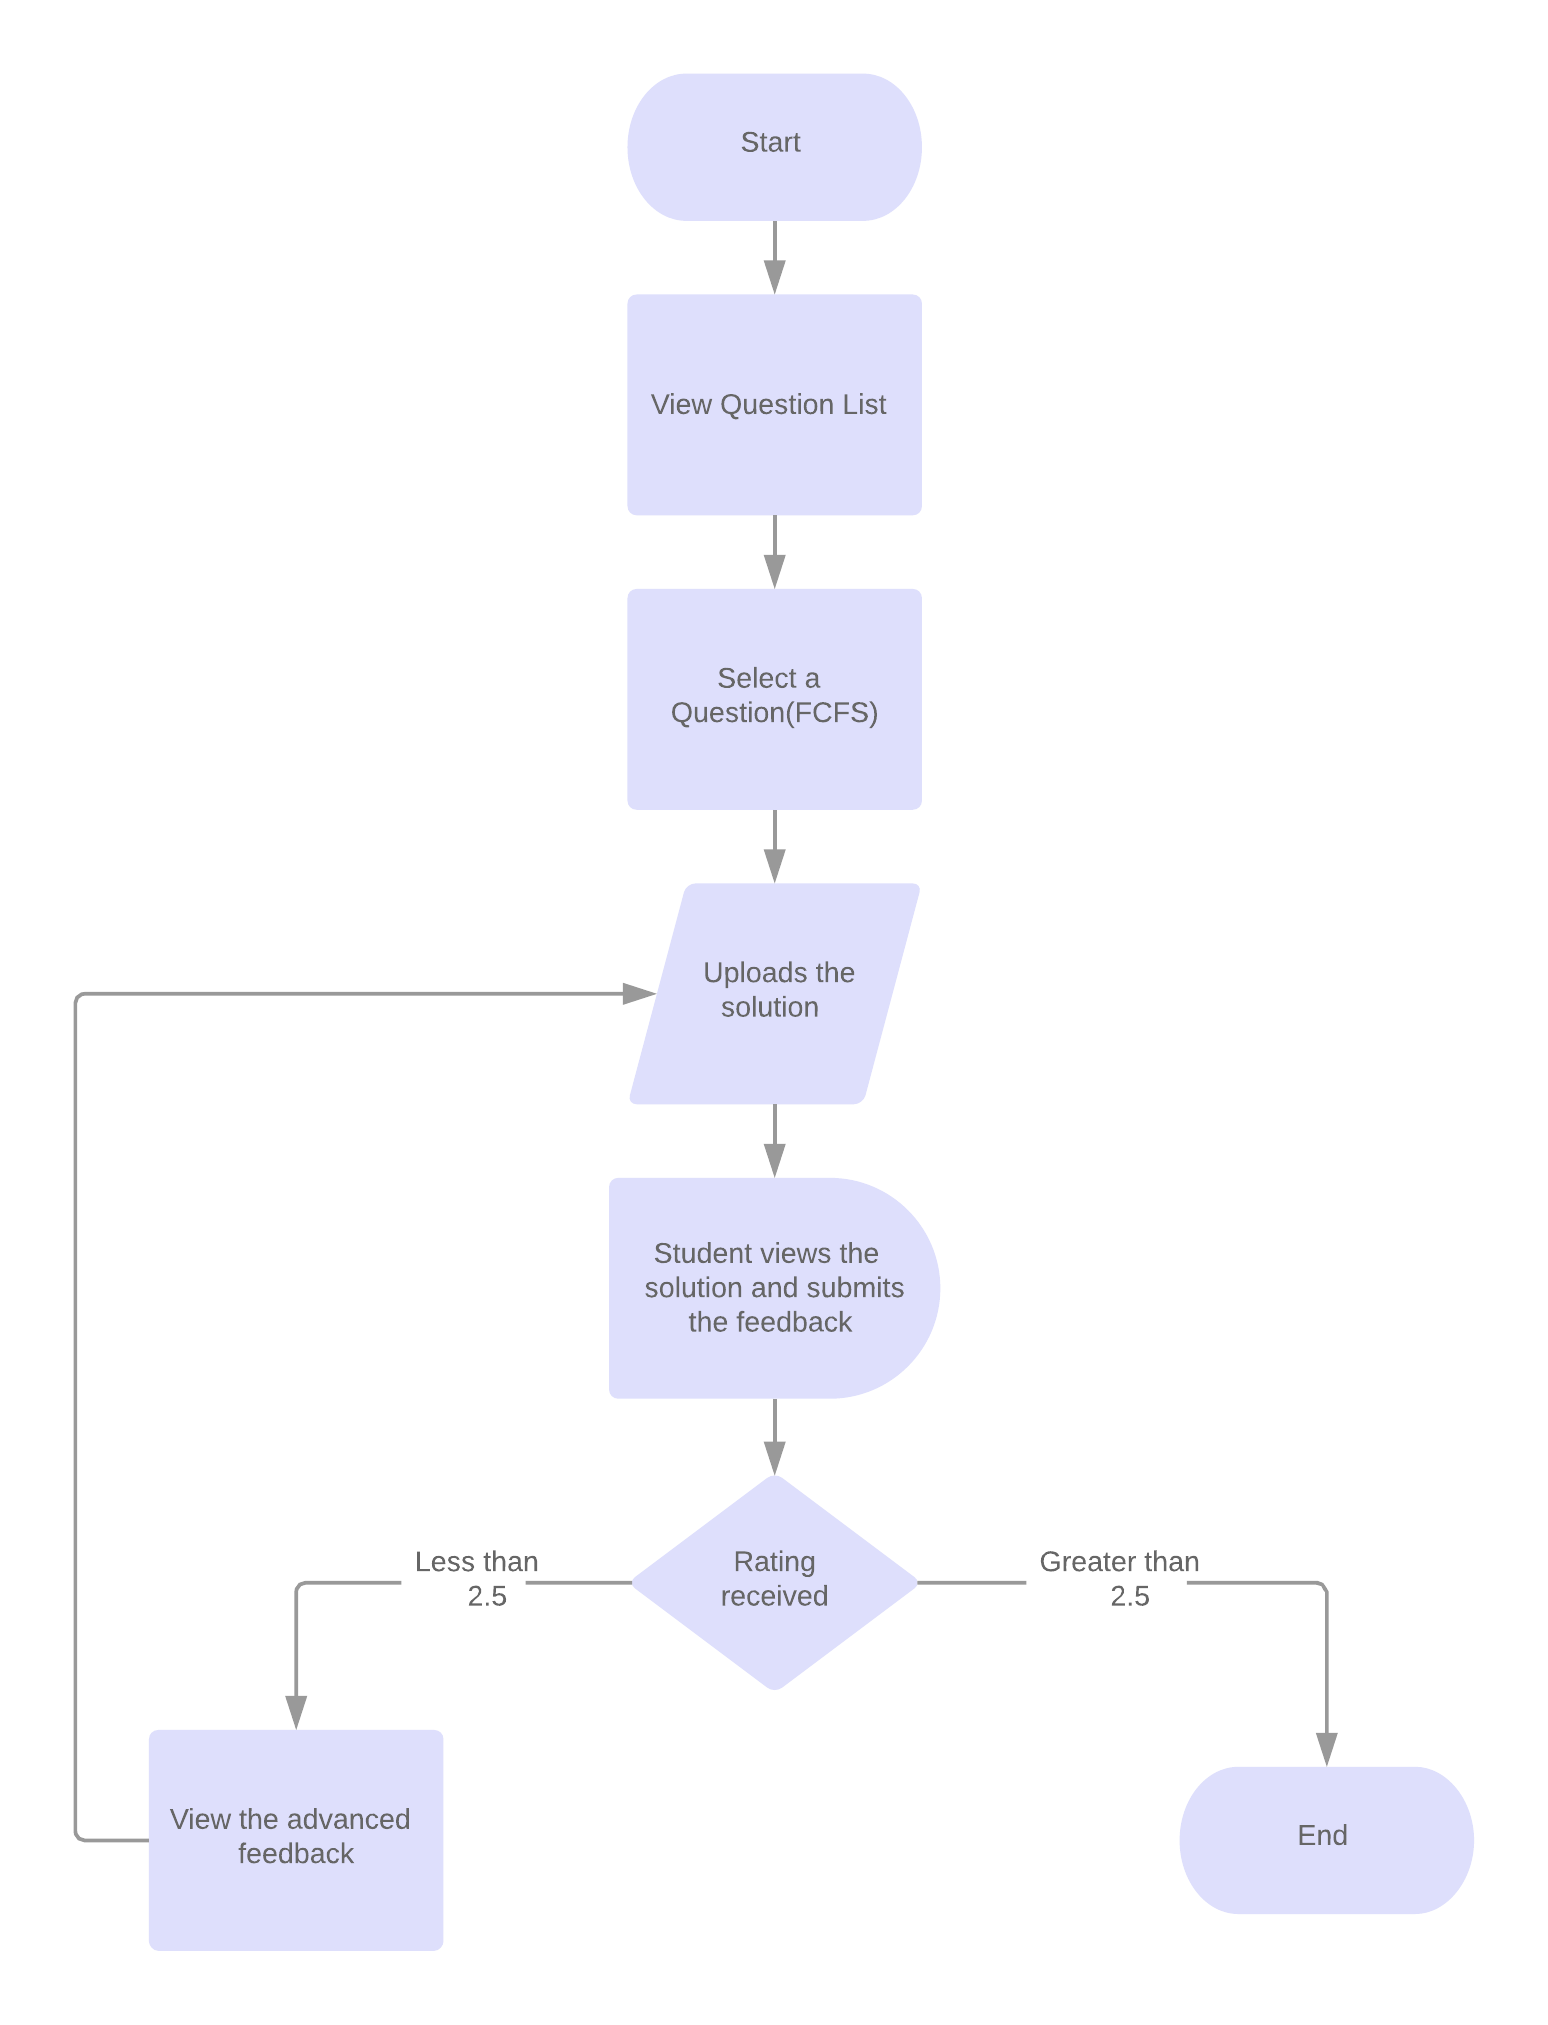 Start
View Question List
Select a
Question(FCFS)
Uploads the
solution
Student views the
solution and submits
the feedback
Rating
received
Less than
2.5
Greater than
2.5
View the advanced
feedback
End